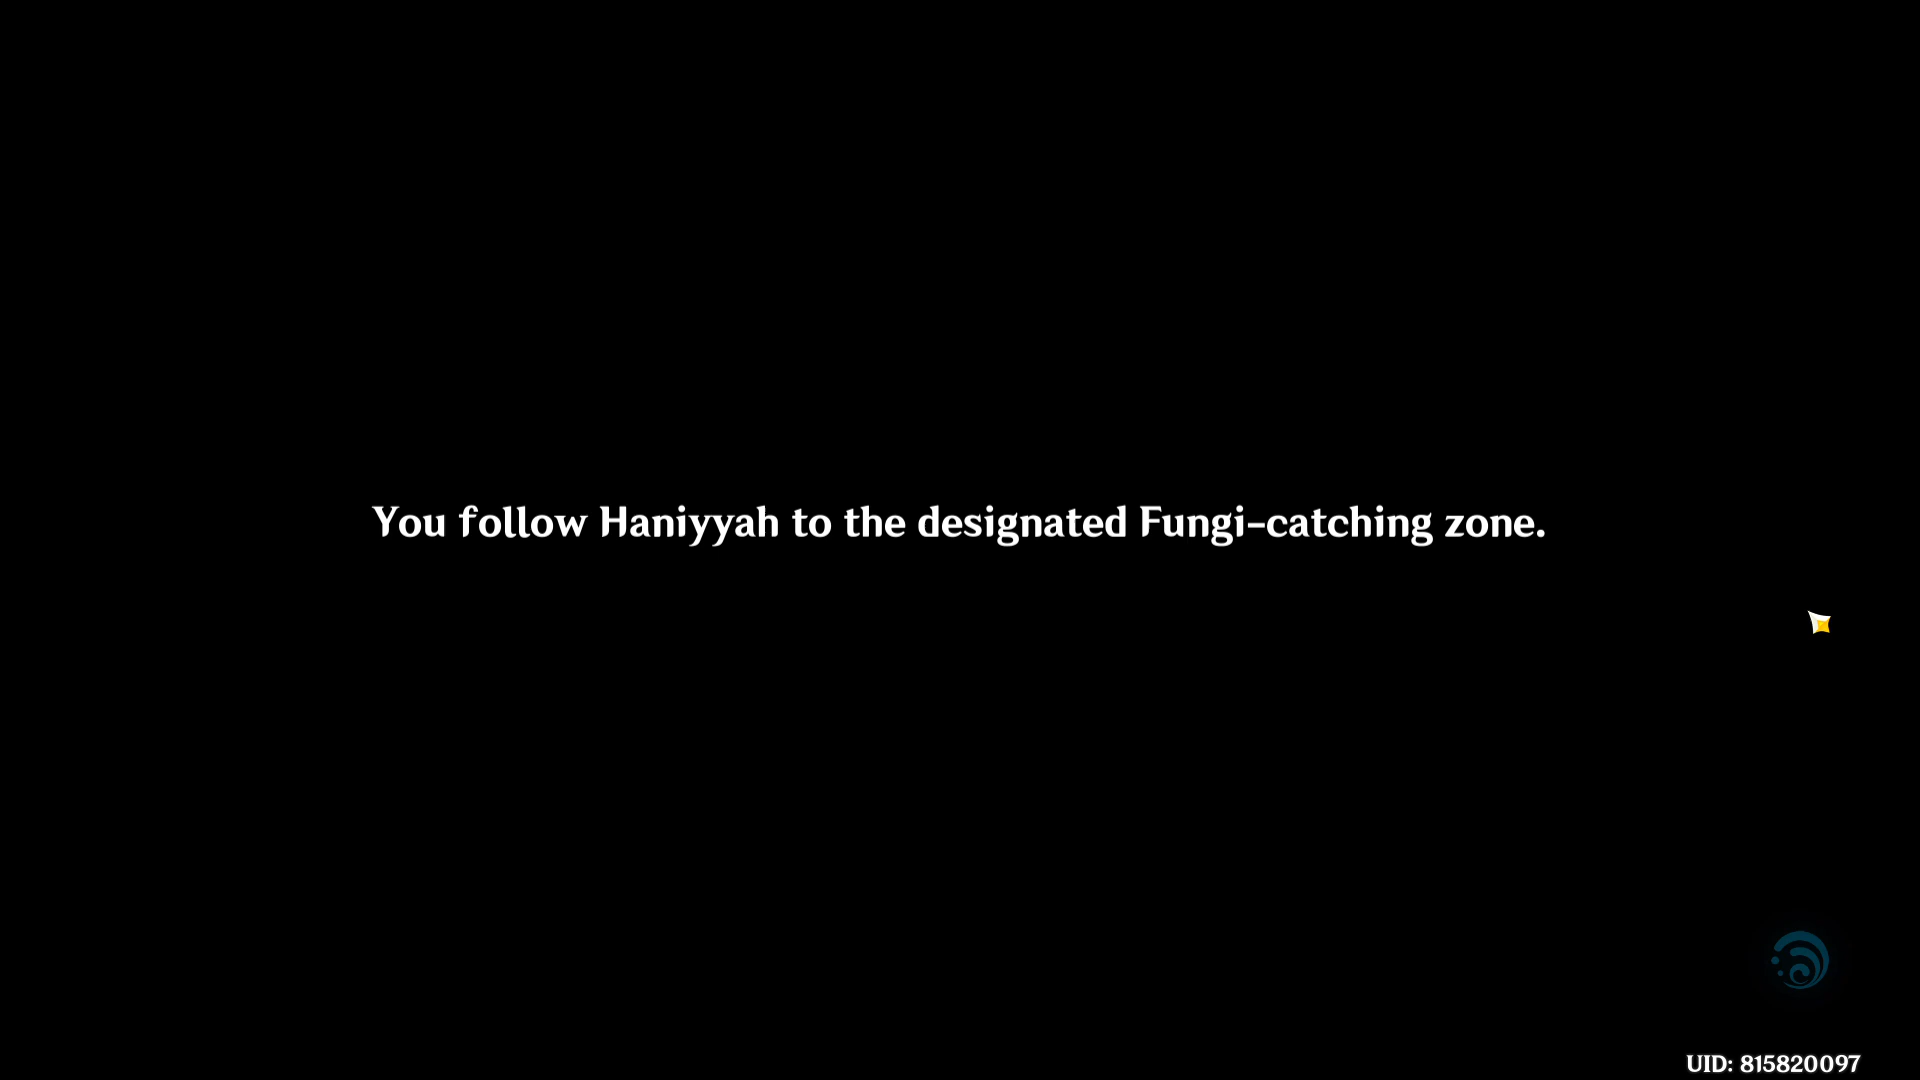 You follow Haniyyah to the designated Fungi-catching zone.
UID: 815820097